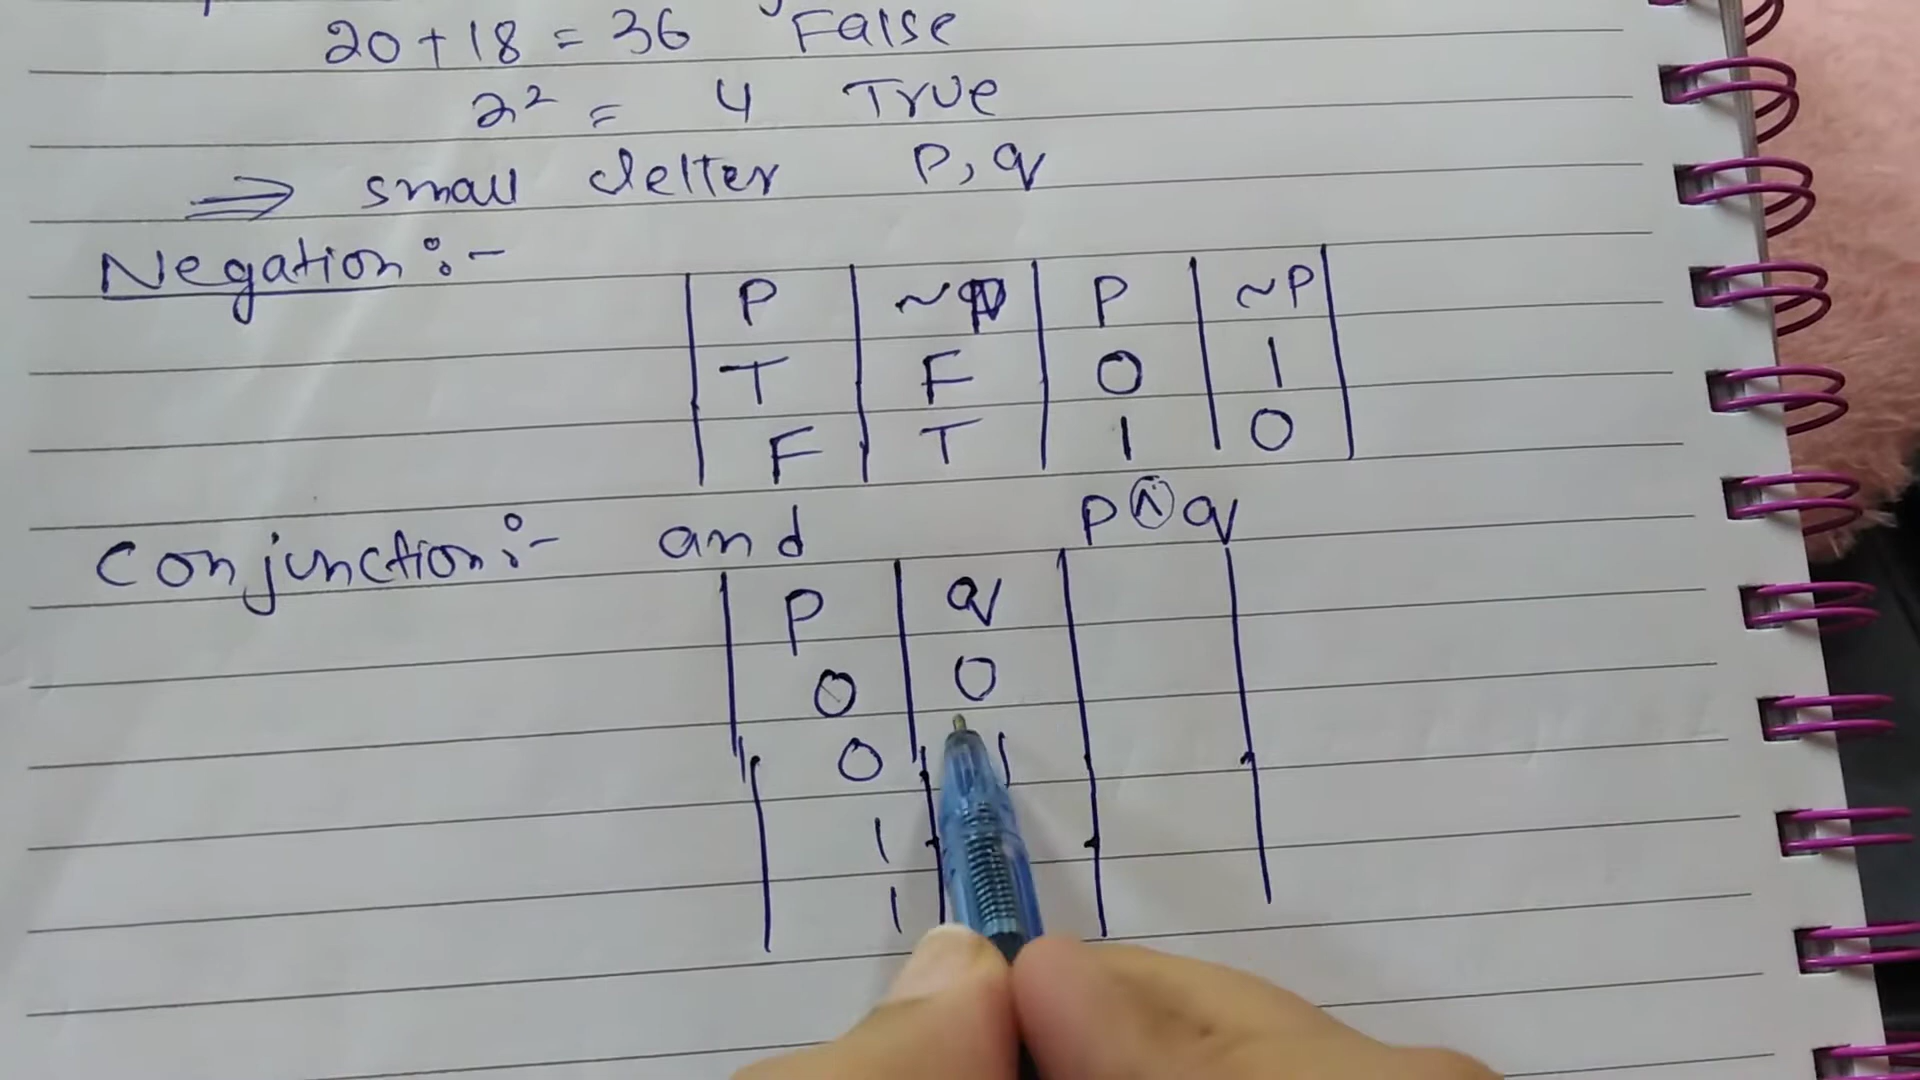 20+18 = 36 False
2² = 4 True
⇒ small letter P, q
Negation :-
P ~P P ~P
T F 0 1
F T 1 0
Conjunction :- and P∧q
P q
0 0
0 1
1
1